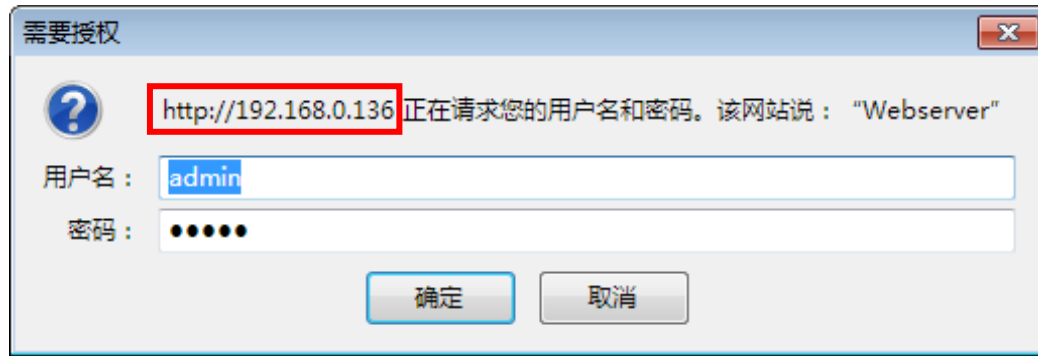 需要授权
http://192.168.0.136 正在请求您的用户名和密码。该网站说： “Webserver”
用户名： admin
密码： ●●●●●
确定 取消